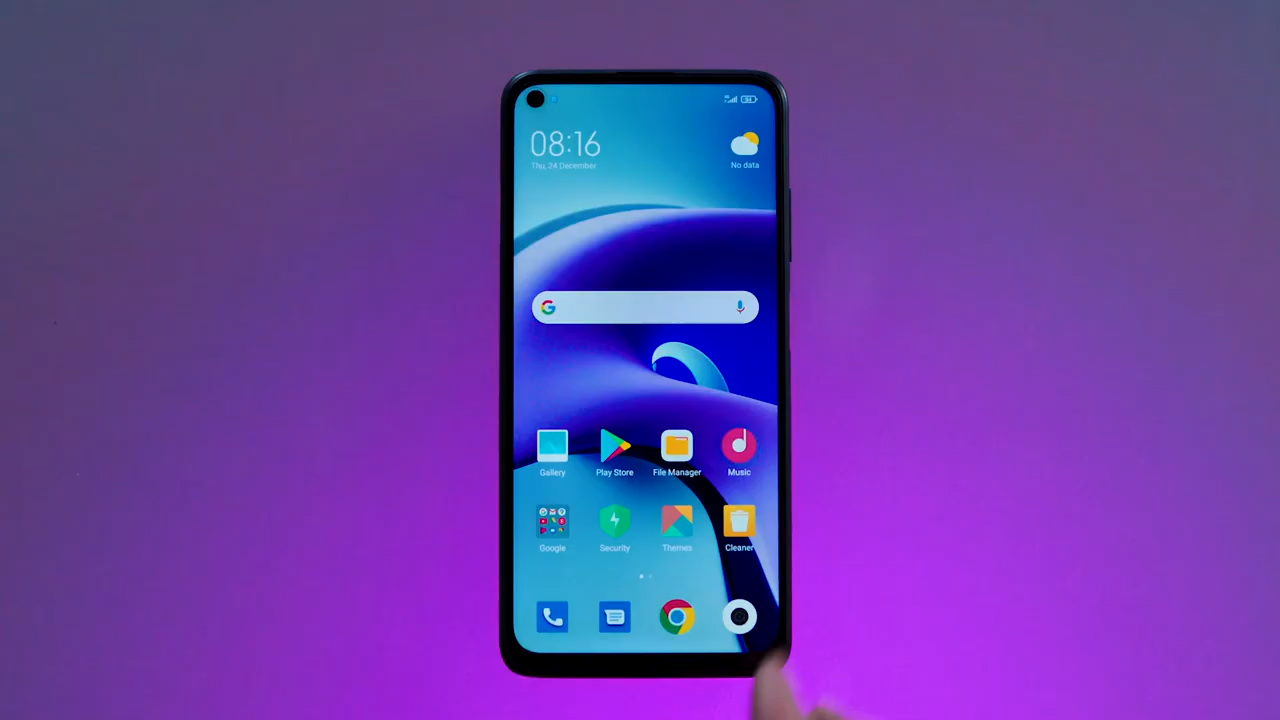 08:16
Thu, 24 December
No data
Gallery
Play Store
File Manager
Music
Google
Security
Themes
Cleaner